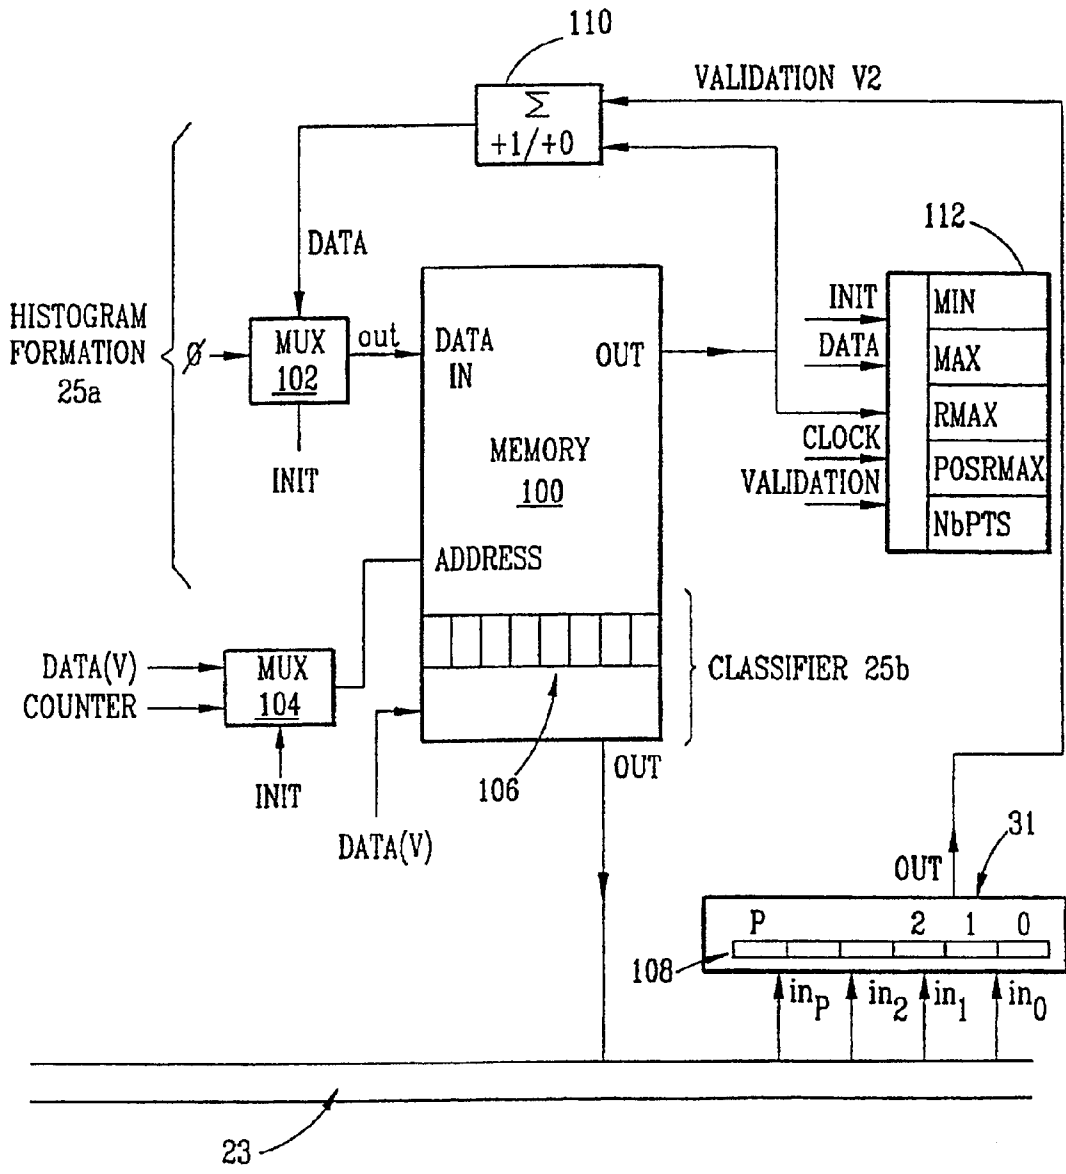 110
VALIDATION V2
Σ
+1/+0
112
DATA
HISTOGRAM
FORMATION
25a
Ø
MUX
102
out
INIT
DATA
IN
OUT
MEMORY
100
ADDRESS
INIT
DATA
CLOCK
VALIDATION
MIN
MAX
RMAX
POSRMAX
NbPTS
DATA(V)
COUNTER
MUX
104
INIT
CLASSIFIER 25b
106
DATA(V)
OUT
OUT
31
P 2 1 0
108
inP in2 in1 in0
23